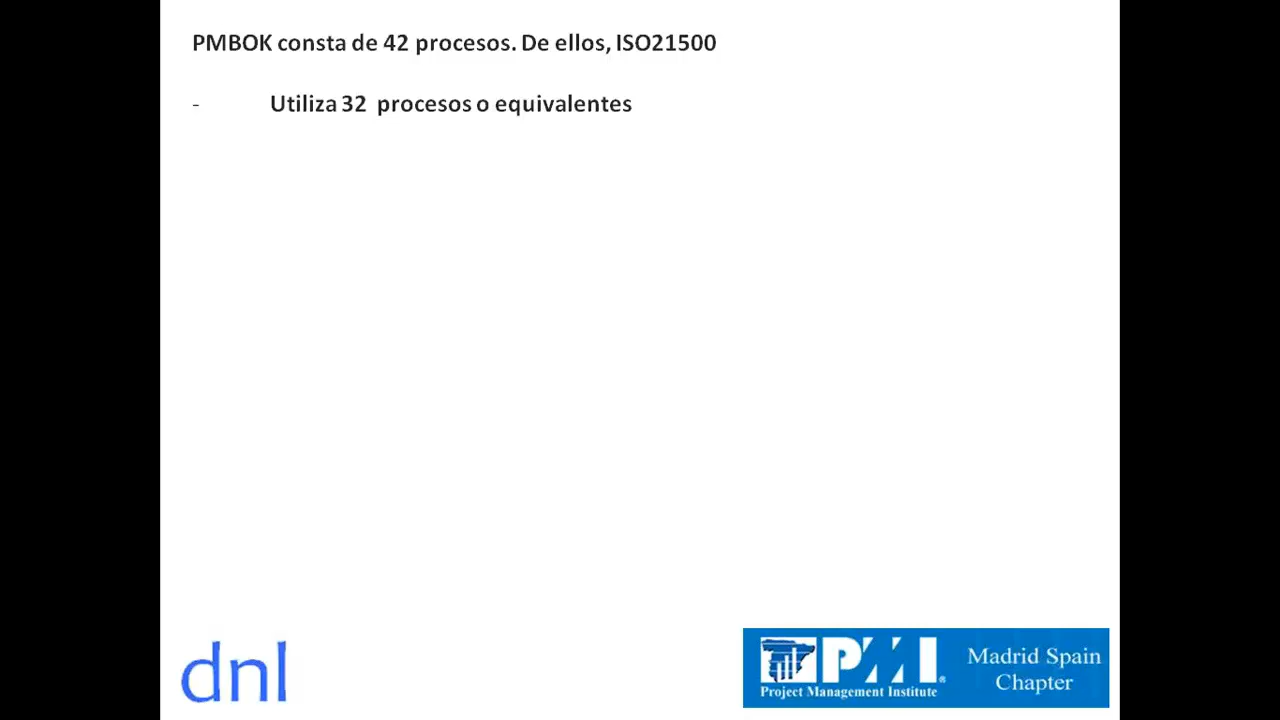 PMBOK consta de 42 procesos. De ellos, ISO21500
- Utiliza 32 procesos o equivalentes
dnl
PMI®
Project Management Institute
Madrid Spain
Chapter